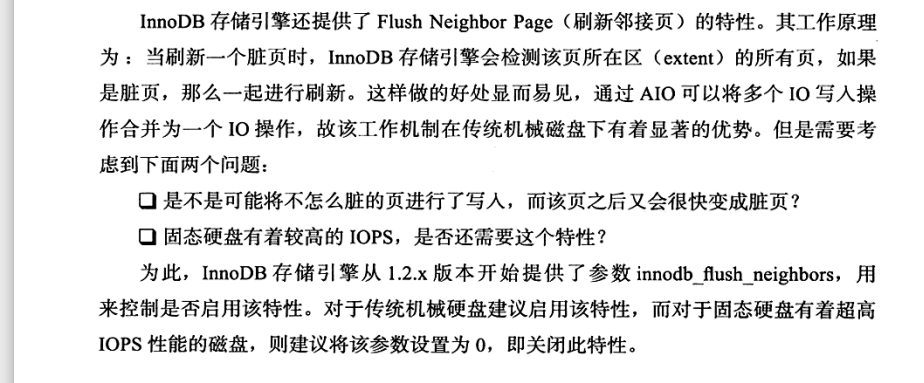 InnoDB 存储引擎还提供了 Flush Neighbor Page（刷新邻接页）的特性。其工作原理
为：当刷新一个脏页时，InnoDB 存储引擎会检测该页所在区（extent）的所有页，如果
是脏页，那么一起进行刷新。这样做的好处显而易见，通过 AIO 可以将多个 IO 写入操
作合并为一个 IO 操作，故该工作机制在传统机械磁盘下有着显著的优势。但是需要考
虑到下面两个问题：
❑ 是不是可能将不怎么脏的页进行了写入，而该页之后又会很快变成脏页？
❑ 固态硬盘有着较高的 IOPS，是否还需要这个特性？
为此，InnoDB 存储引擎从 1.2.x 版本开始提供了参数 innodb_flush_neighbors，用
来控制是否启用该特性。对于传统机械硬盘建议启用该特性，而对于固态硬盘有着超高
IOPS 性能的磁盘，则建议将该参数设置为 0，即关闭此特性。